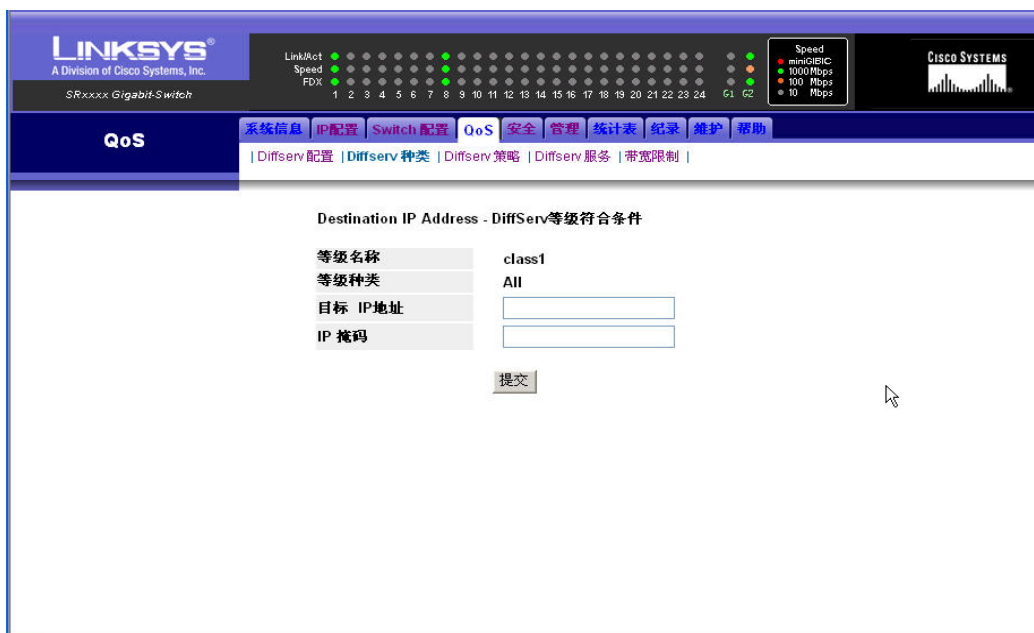 LINKSYS®
A Division of Cisco Systems, Inc.
SRxxxx Gigabit-Switch
Link/Act
Speed
FDX
1 2 3 4 5 6 7 8 9 10 11 12 13 14 15 16 17 18 19 20 21 22 23 24 G1 G2
Speed
miniGIBIC
1000Mbps
100 Mbps
10 Mbps
CISCO SYSTEMS
QoS
系统信息 IP配置 Switch 配置 QoS 安全 管理 统计表 纪录 维护 帮助
| Diffserv 配置 | Diffserv 种类 | Diffserv 策略 | Diffserv 服务 | 带宽限制 |
Destination IP Address - DiffServ等级符合条件
等级名称 class1
等级种类 All
目标 IP地址
IP 掩码
提交